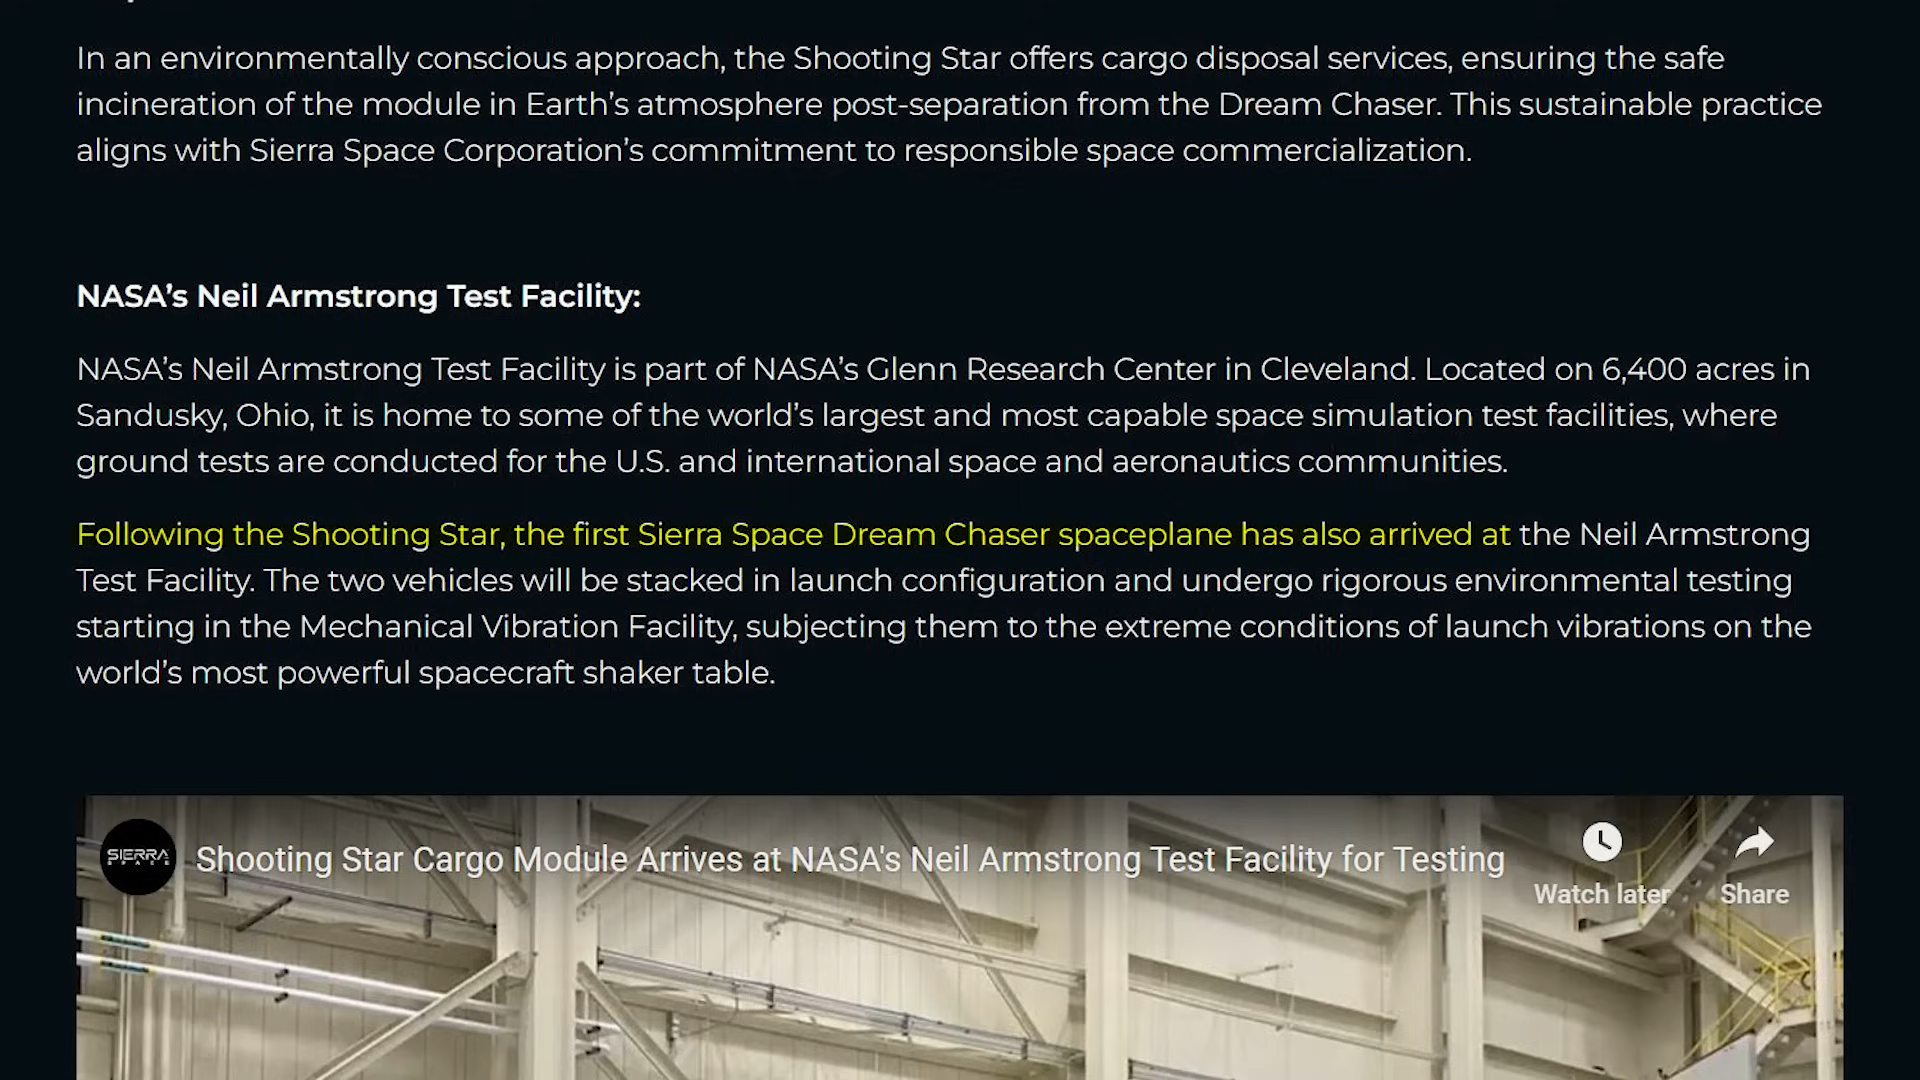 In an environmentally conscious approach, the Shooting Star offers cargo disposal services, ensuring the safe
incineration of the module in Earth’s atmosphere post-separation from the Dream Chaser. This sustainable practice
aligns with Sierra Space Corporation’s commitment to responsible space commercialization.
NASA’s Neil Armstrong Test Facility:
NASA’s Neil Armstrong Test Facility is part of NASA’s Glenn Research Center in Cleveland. Located on 6,400 acres in
Sandusky, Ohio, it is home to some of the world’s largest and most capable space simulation test facilities, where
ground tests are conducted for the U.S. and international space and aeronautics communities.
Following the Shooting Star, the first Sierra Space Dream Chaser spaceplane has also arrived at the Neil Armstrong
Test Facility. The two vehicles will be stacked in launch configuration and undergo rigorous environmental testing
starting in the Mechanical Vibration Facility, subjecting them to the extreme conditions of launch vibrations on the
world’s most powerful spacecraft shaker table.
SIERRA
SPACE
Shooting Star Cargo Module Arrives at NASA's Neil Armstrong Test Facility for Testing
Watch later
Share